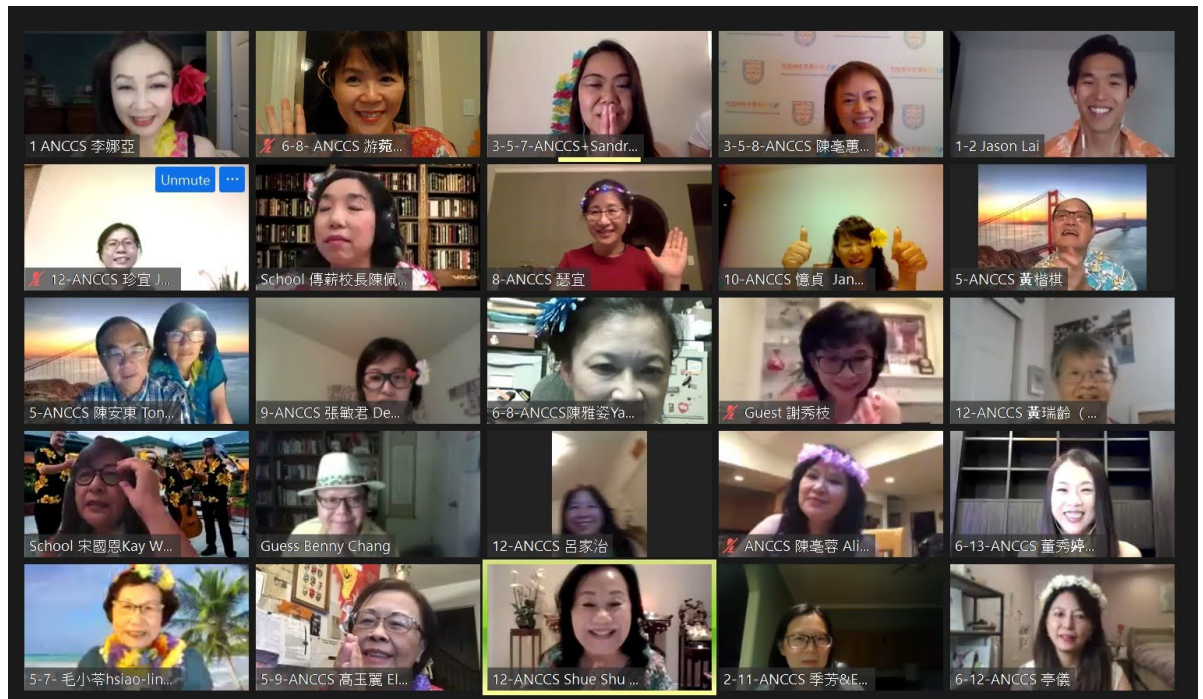 1 ANCCS 李娜亞
6-8- ANCCS 游菀...
3-5-7-ANCCS+Sandr...
3-5-8-ANCCS 陳亳惠...
1-2 Jason Lai
Unmute ...
12-ANCCS 珍宜 J...
School 傳薪校長陳佩...
8-ANCCS 瑟宜
10-ANCCS 憶貞 Jan...
5-ANCCS 黃楷棋
5-ANCCS 陳安東 Ton...
9-ANCCS 張敏君 De...
6-8-ANCCS陳雅姿Ya...
Guest 謝秀枝
12-ANCCS 黃瑞齡（ ...
School 宋國恩Kay W...
Guess Benny Chang
12-ANCCS 呂家治
ANCCS 陳亳蓉 Ali...
6-13-ANCCS 董秀婷...
5-7- 毛小苓hsiao-lin...
5-9-ANCCS 高玉麗 El...
12-ANCCS Shue Shu ...
2-11-ANCCS 季芳&E...
6-12-ANCCS 亭儀